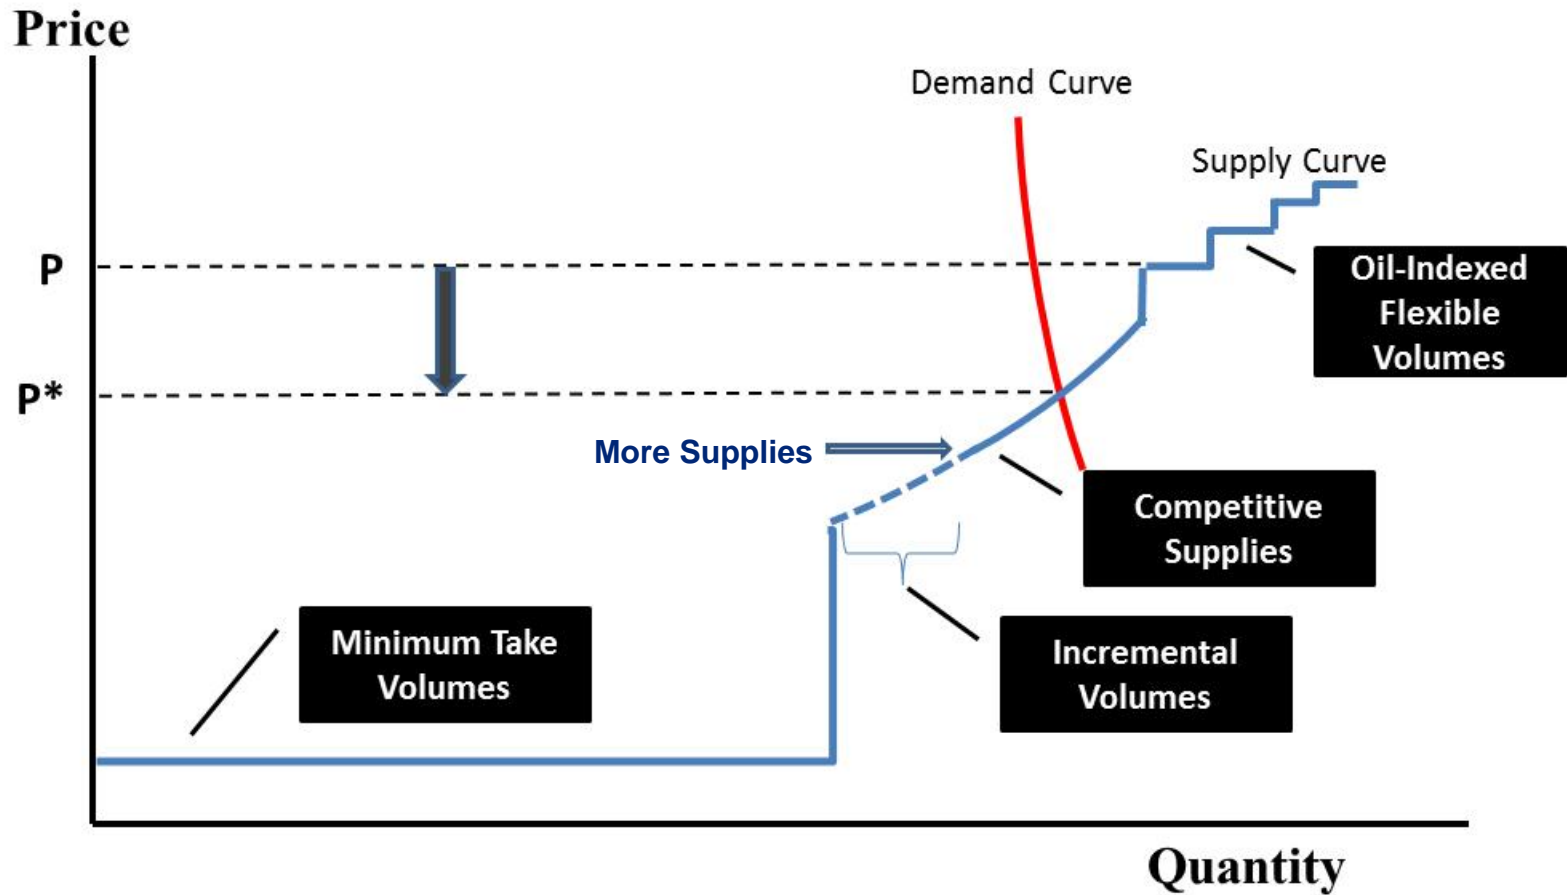 Price
Demand Curve
Supply Curve
P
Oil-Indexed
Flexible
Volumes
P*
More Supplies
Competitive
Supplies
Minimum Take
Volumes
Incremental
Volumes
Quantity